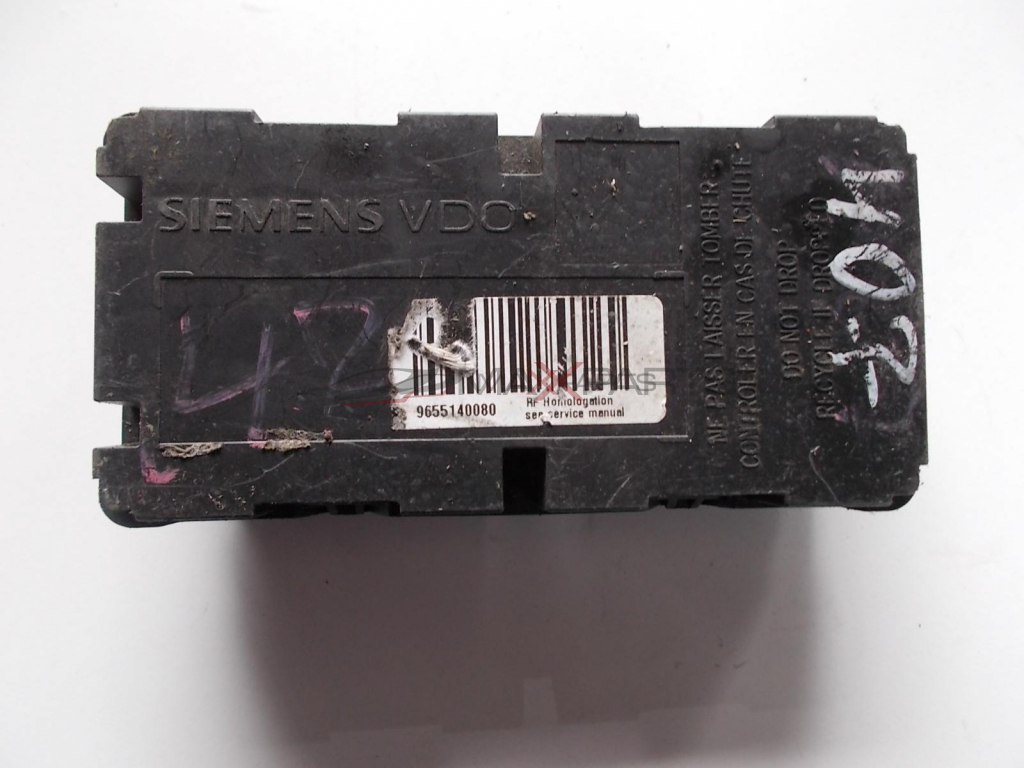 SIEMENS VDO
42
9655140080
RF Homologation
see service manual
NE PAS LAISSER TOMBER
CONTROLER EN CAS DE CHUTE
DO NOT DROP
RECYCLE IF DROPPED